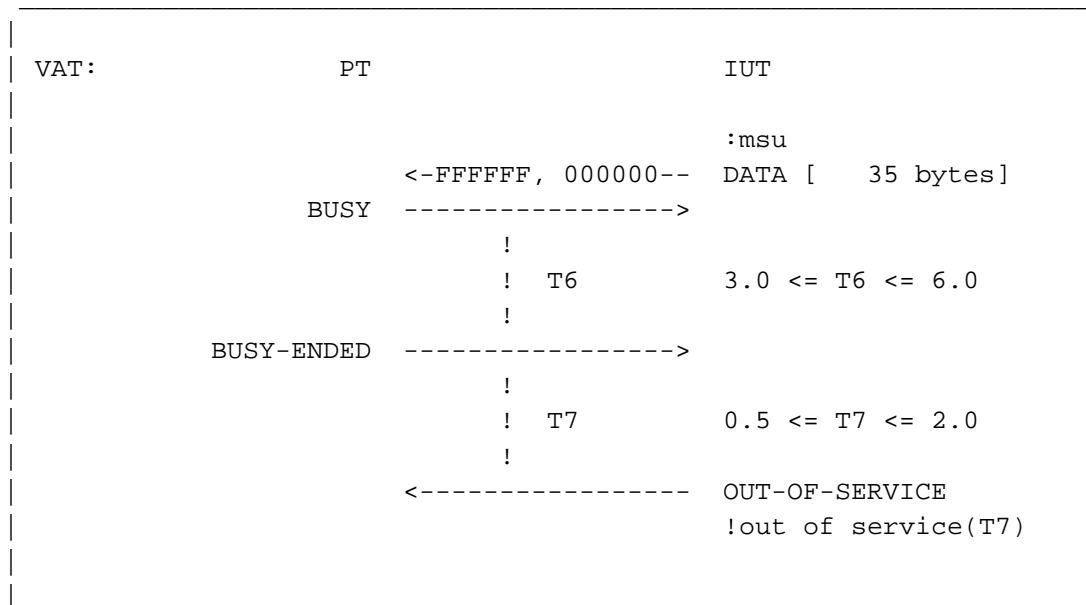 VAT: PT IUT
:msu
<-FFFFFF, 000000-- DATA [ 35 bytes]
BUSY ----------------->
!
! T6 3.0 <= T6 <= 6.0
!
BUSY-ENDED ----------------->
!
! T7 0.5 <= T7 <= 2.0
!
<----------------- OUT-OF-SERVICE
!out of service(T7)